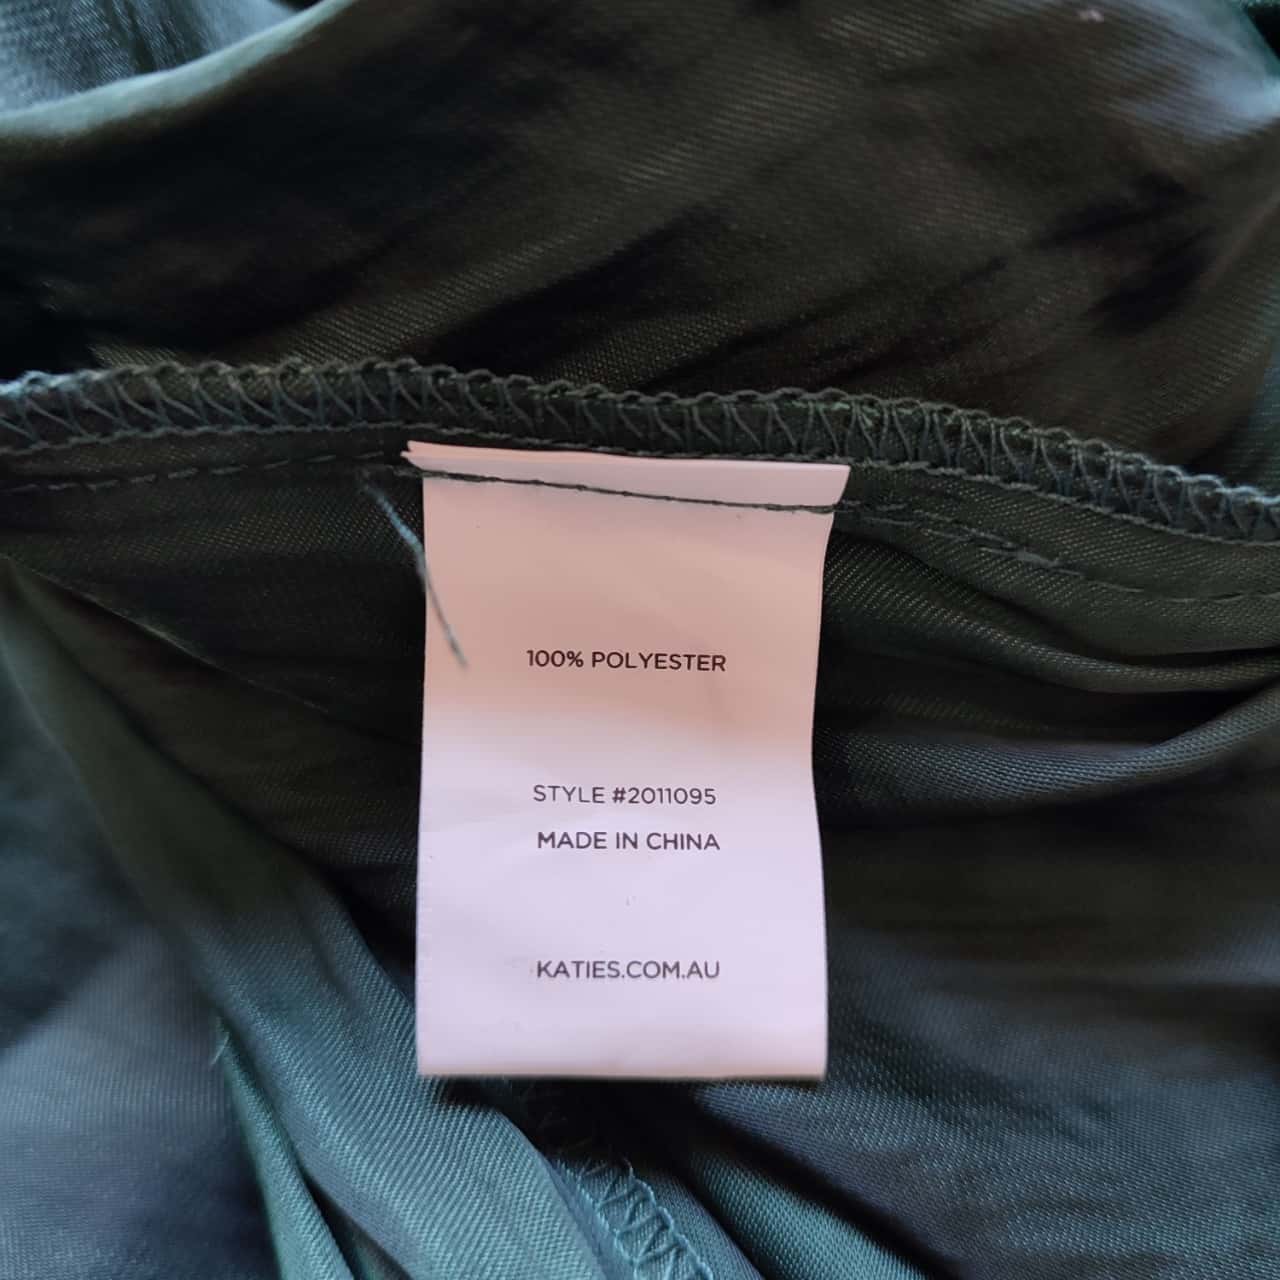 100% POLYESTER
STYLE #2011095
MADE IN CHINA
KATIES.COM.AU